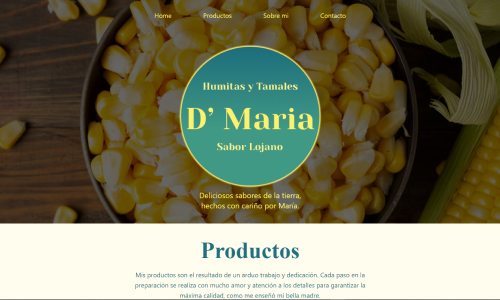 Home Productos Sobre mi Contacto
Humitas y Tamales
D' Maria
Sabor Lojano
Deliciosos sabores de la tierra,
hechos con cariño por María.
Productos
Mis productos son el resultado de un arduo trabajo y dedicación. Cada paso en la
preparación se realiza con mucho amor y atención a los detalles para garantizar la
máxima calidad, como me enseñó mi bella madre.